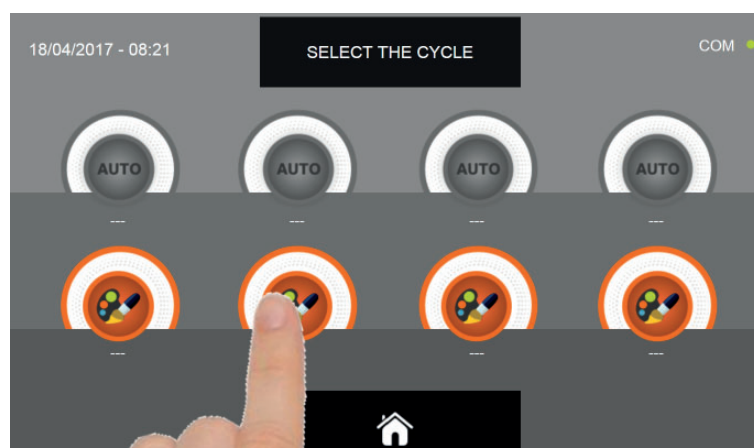 18/04/2017 - 08:21
SELECT THE CYCLE
COM
AUTO AUTO AUTO AUTO
--- --- --- ---
--- --- ---